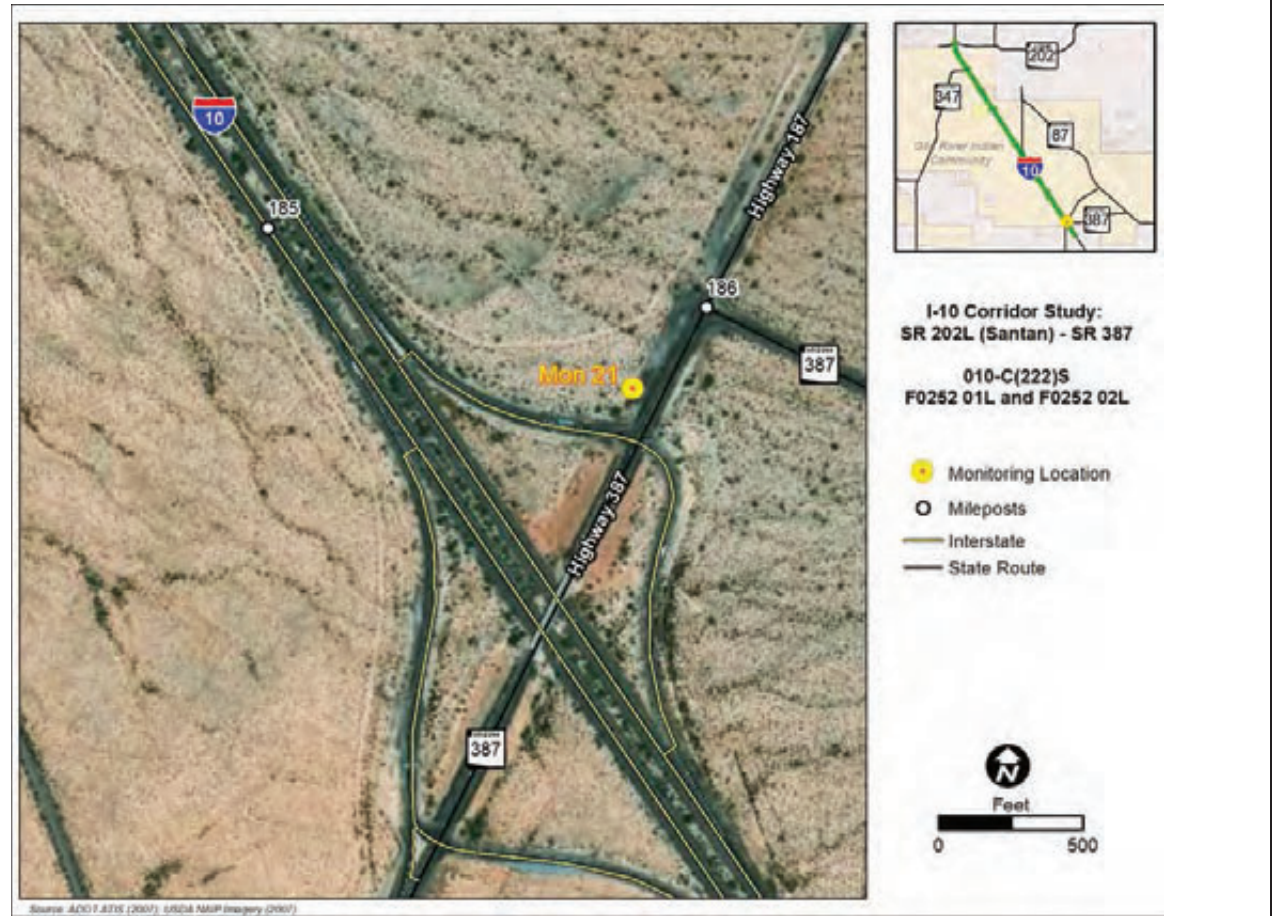 10
185
Highway 187
186
387
Mon 21
Highway 387
387
Source: ADOT ATIS (2007), USDA NAIP Imagery (2007)
202
347
87
Gila River Indian
Community
10
387
I-10 Corridor Study:
SR 202L (Santan) - SR 387
010-C(222)S
F0252 01L and F0252 02L
Monitoring Location
Mileposts
Interstate
State Route
N
Feet
0 500